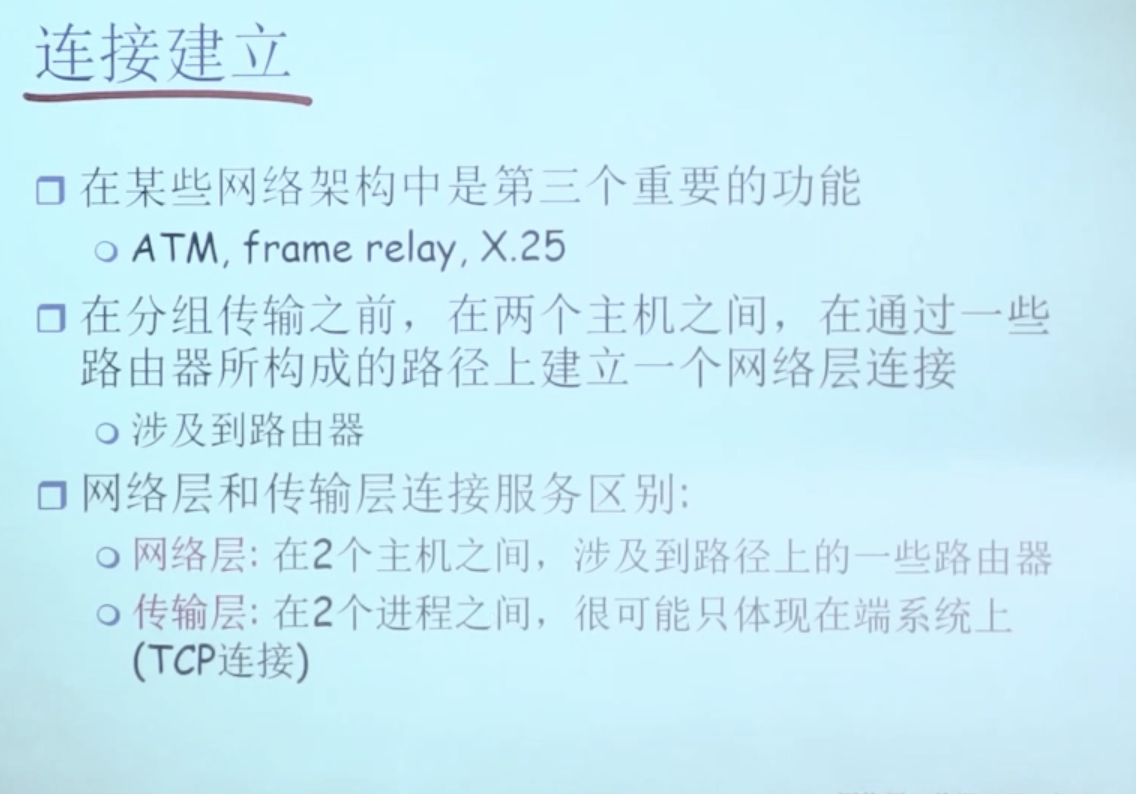 连接建立
在某些网络架构中是第三个重要的功能
ATM, frame relay, X.25
在分组传输之前，在两个主机之间，在通过一些
路由器所构成的路径上建立一个网络层连接
涉及到路由器
网络层和传输层连接服务区别:
网络层: 在2个主机之间，涉及到路径上的一些路由器
传输层: 在2个进程之间，很可能只体现在端系统上
(TCP连接)